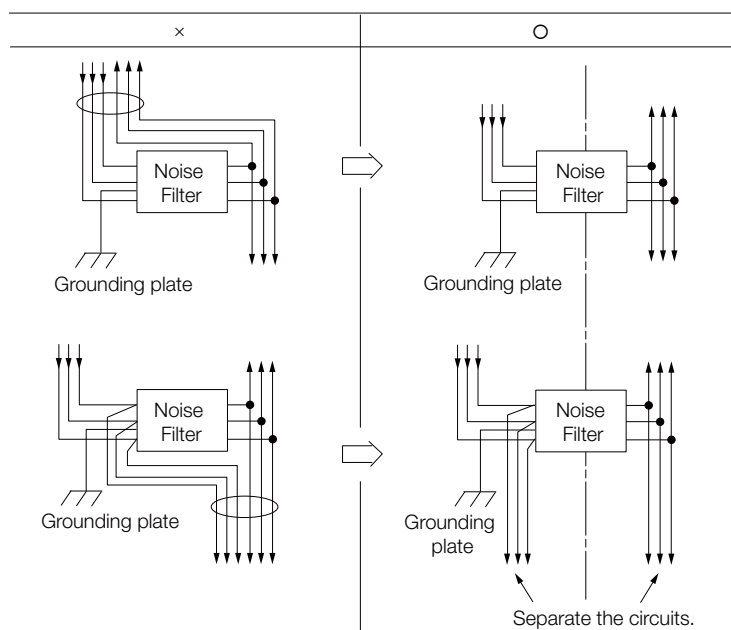 ×
○
Noise
Filter
Grounding plate
Noise
Filter
Grounding plate
Noise
Filter
Grounding plate
Noise
Filter
Grounding
plate
Separate the circuits.